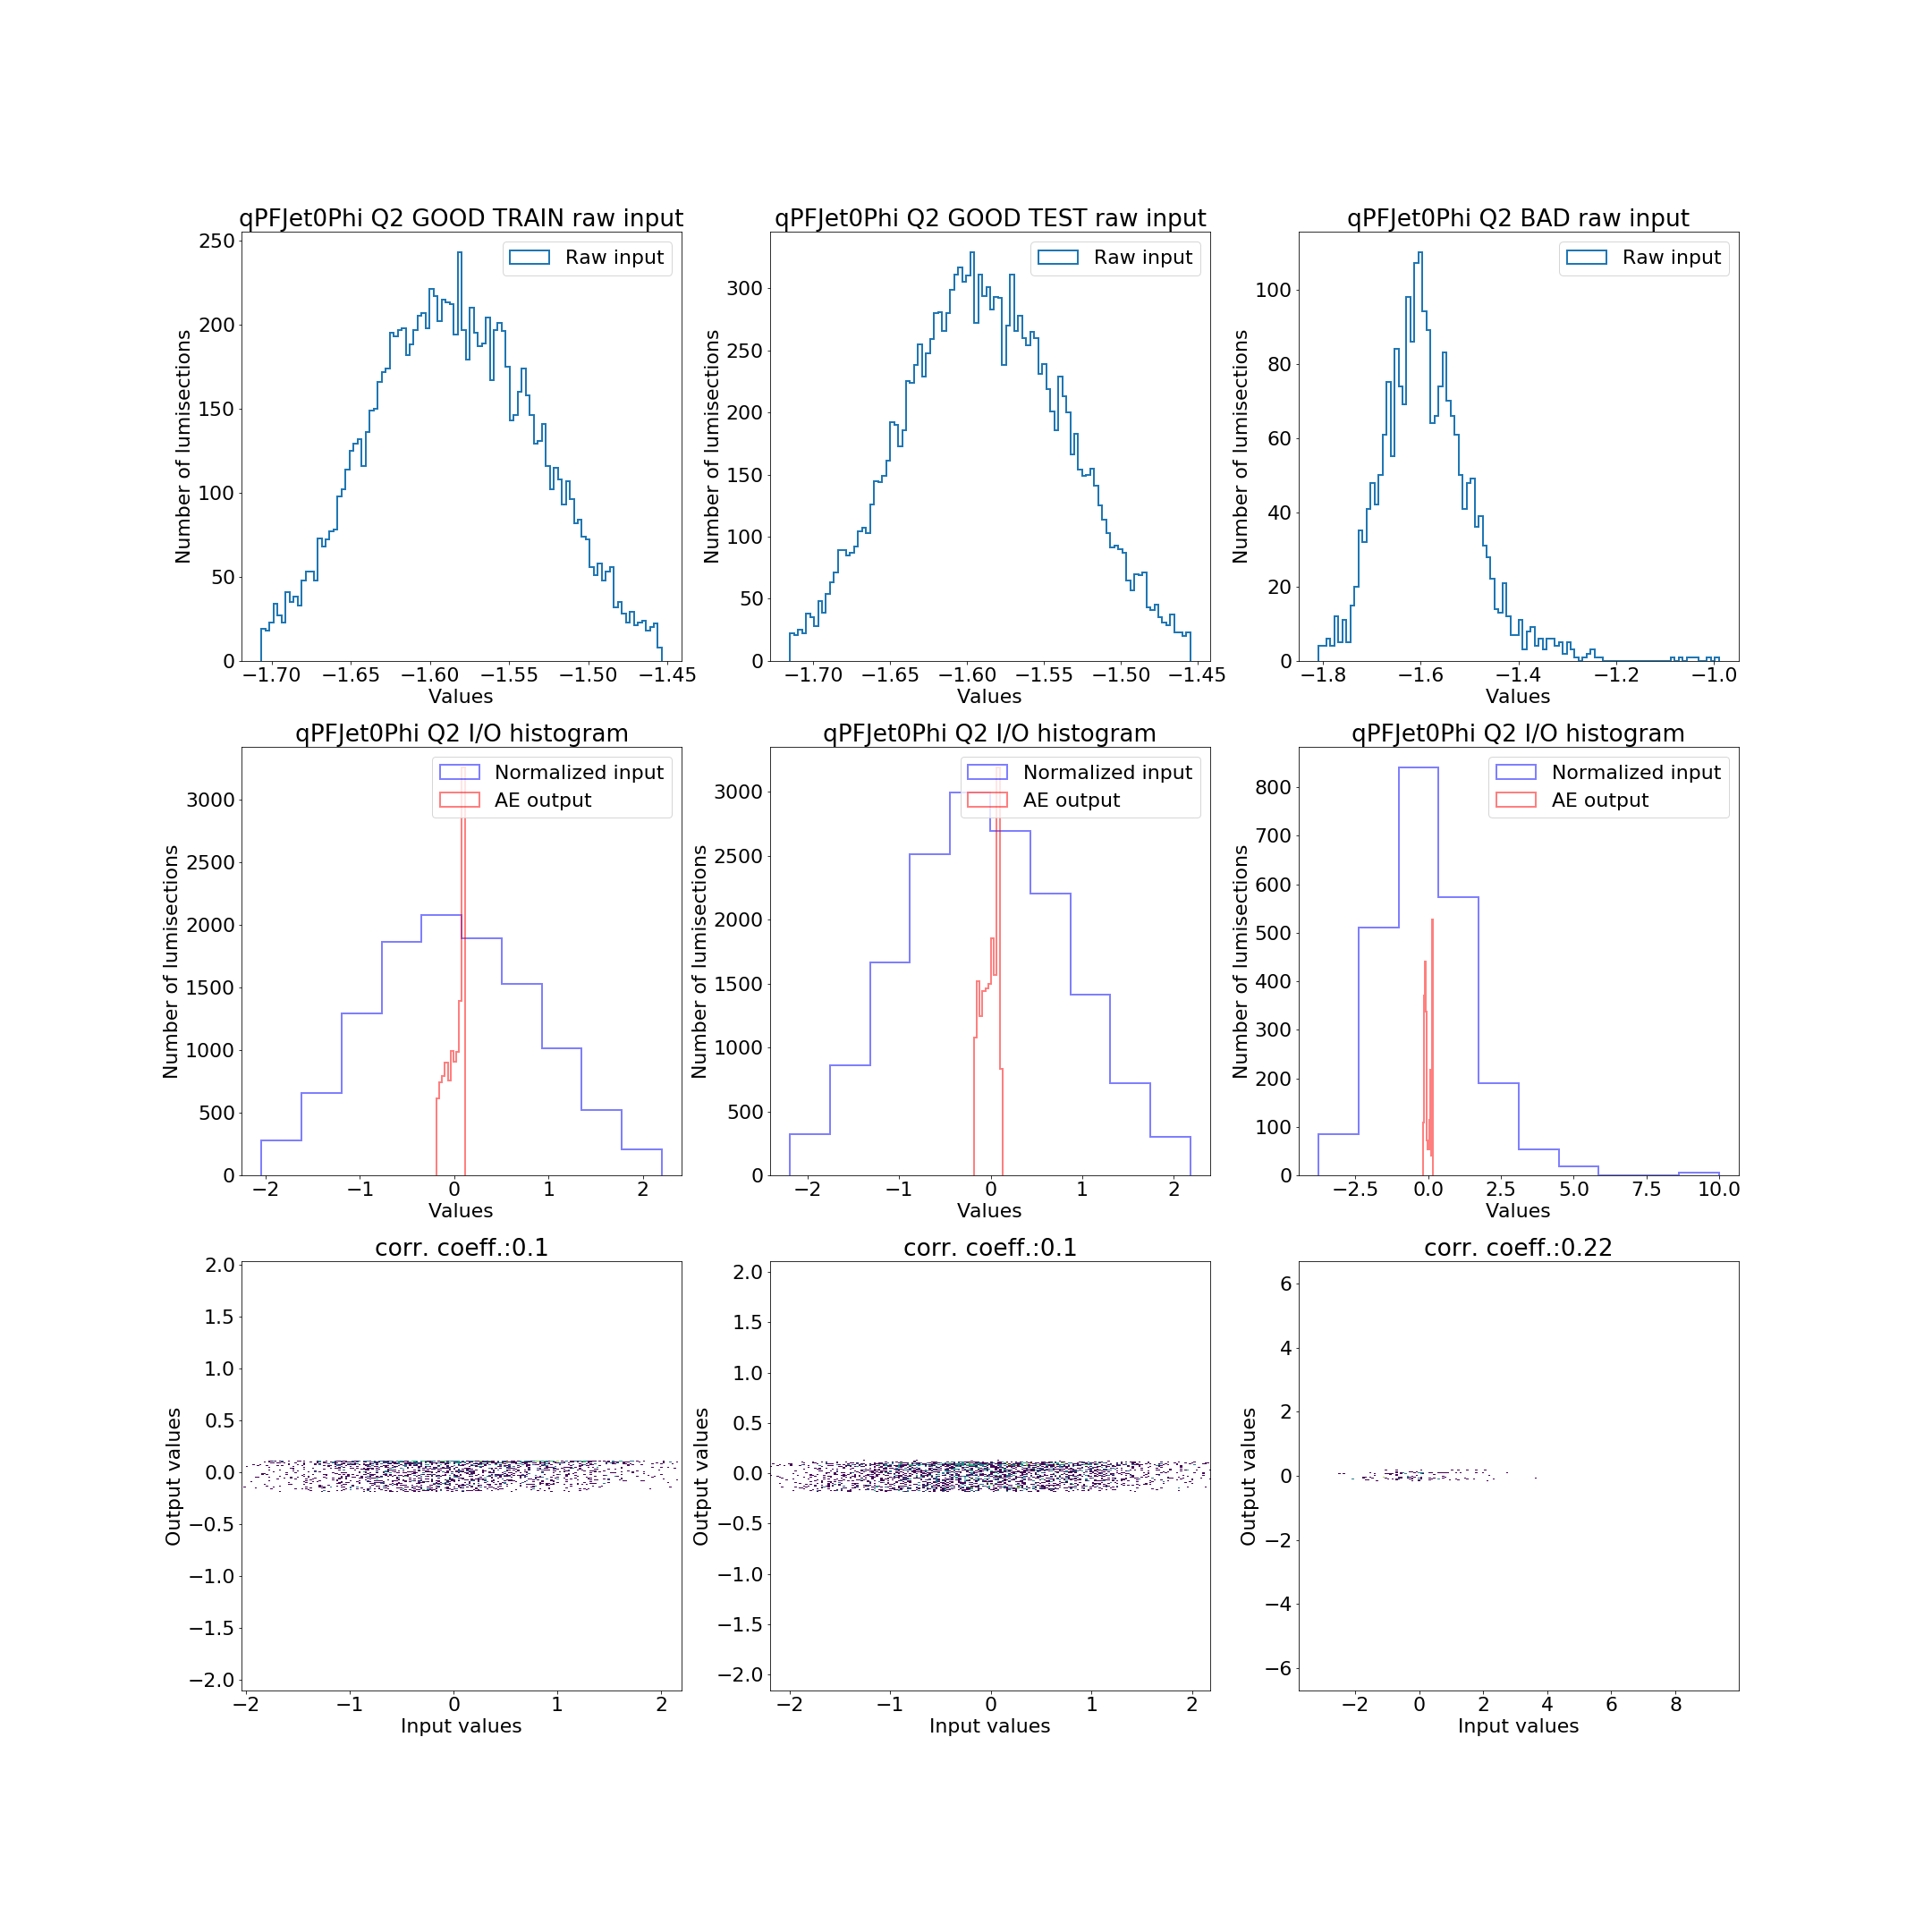 qPFJet0Phi Q2 GOOD TRAIN raw input
Raw input
Number of lumisections
250
200
150
100
50
0
−1.70 −1.65 −1.60 −1.55 −1.50 −1.45
Values
qPFJet0Phi Q2 GOOD TEST raw input
Raw input
Number of lumisections
300
250
200
150
100
50
0
−1.70 −1.65 −1.60 −1.55 −1.50 −1.45
Values
qPFJet0Phi Q2 BAD raw input
Raw input
Number of lumisections
100
80
60
40
20
0
−1.8 −1.6 −1.4 −1.2 −1.0
Values
qPFJet0Phi Q2 I/O histogram
Normalized input
AE output
Number of lumisections
3000
2500
2000
1500
1000
500
0
−2 −1 0 1 2
Values
qPFJet0Phi Q2 I/O histogram
Normalized input
AE output
Number of lumisections
3000
2500
2000
1500
1000
500
0
−2 −1 0 1 2
Values
qPFJet0Phi Q2 I/O histogram
Normalized input
AE output
Number of lumisections
800
700
600
500
400
300
200
100
0
−2.5 0.0 2.5 5.0 7.5 10.0
Values
corr. coeff.:0.1
Output values
2.0
1.5
1.0
0.5
0.0
−0.5
−1.0
−1.5
−2.0
−2 −1 0 1 2
Input values
corr. coeff.:0.1
Output values
2.0
1.5
1.0
0.5
0.0
−0.5
−1.0
−1.5
−2.0
−2 −1 0 1 2
Input values
corr. coeff.:0.22
Output values
6
4
2
0
−2
−4
−6
−2 0 2 4 6 8
Input values